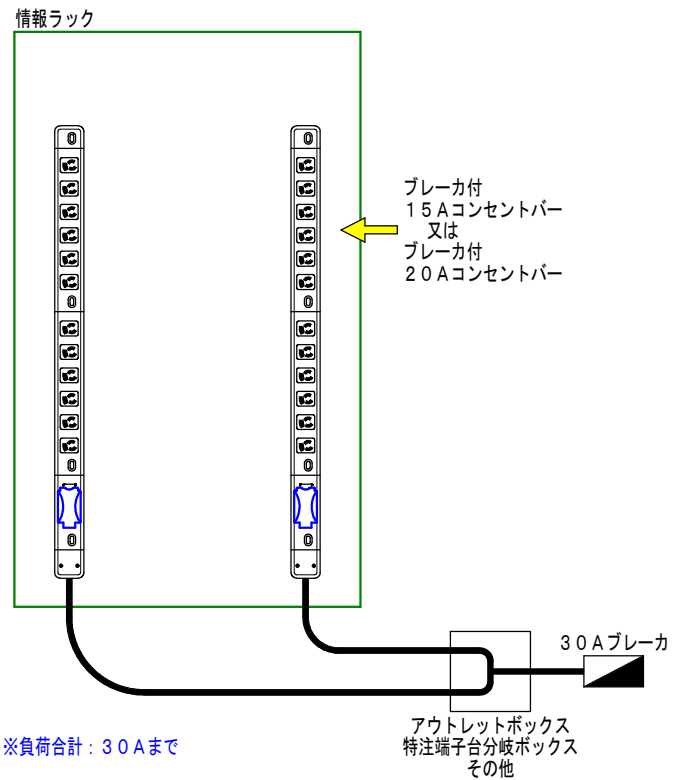 情報ラック
ブレーカ付
１５Aコンセントバー
又は
ブレーカ付
２０Aコンセントバー
３０Aブレーカ
アウトレットボックス
特注端子台分岐ボックス
その他
※負荷合計：３０Aまで